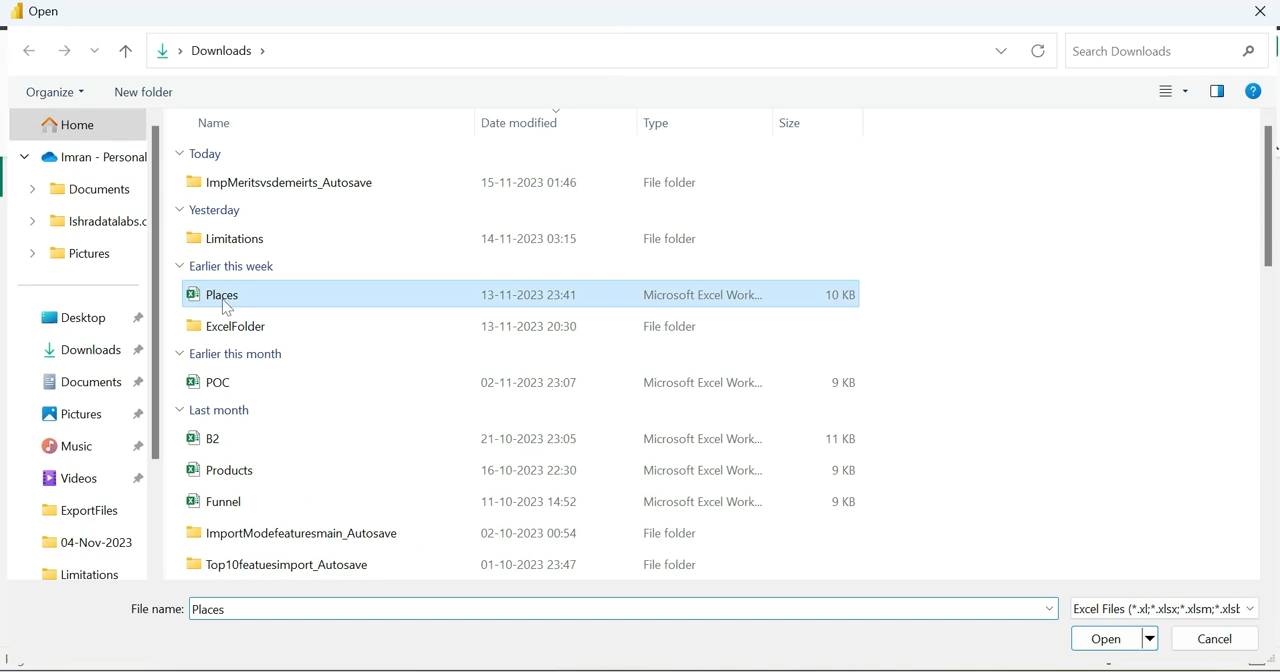 Open
Downloads
Search Downloads
Organize
New folder
Name Date modified Type Size
Home
Imran - Personal
Documents
Ishradatalabs.c
Pictures
Desktop
Downloads
Documents
Pictures
Music
Videos
ExportFiles
04-Nov-2023
Limitations
Today
ImpMeritsvsdemeirts_Autosave 15-11-2023 01:46 File folder
Yesterday
Limitations 14-11-2023 03:15 File folder
Earlier this week
Places 13-11-2023 23:41 Microsoft Excel Work... 10 KB
ExcelFolder 13-11-2023 20:30 File folder
Earlier this month
POC 02-11-2023 23:07 Microsoft Excel Work... 9 KB
Last month
B2 21-10-2023 23:05 Microsoft Excel Work... 11 KB
Products 16-10-2023 22:30 Microsoft Excel Work... 9 KB
Funnel 11-10-2023 14:52 Microsoft Excel Work... 9 KB
ImportModefeaturesmain_Autosave 02-10-2023 00:54 File folder
Top10featuesimport_Autosave 01-10-2023 23:47 File folder
File name: Places
Excel Files (*.xl;*.xlsx;*.xlsm;*.xlsb
Open Cancel